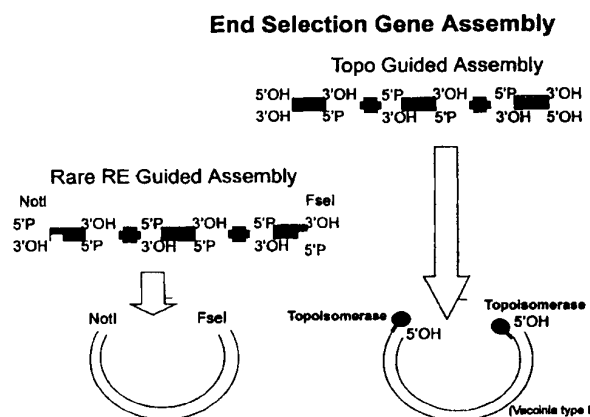 End Selection Gene Assembly
Topo Guided Assembly
5'OH 3'OH 5'P 3'OH 5'P 3'OH
3'OH 5'P 3'OH 5'P 3'OH 5'OH
Rare RE Guided Assembly
NotI FseI
5'P 3'OH 5'P 3'OH 5'P 3'OH
3'OH 5'P 3'OH 5'P 3'OH 5'P
NotI FseI
Topoisomerase 5'OH
Topoisomerase 5'OH
(Vaccinia type I